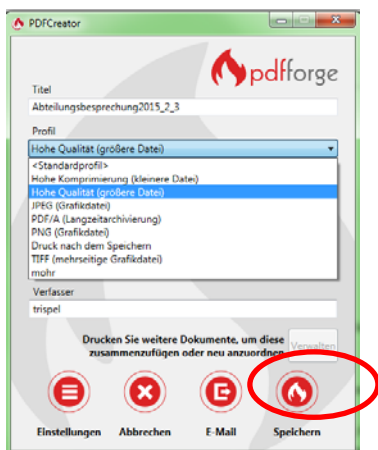 PDFCreator
pdfforge
Titel
Abteilungsbesprechung2015_2_3
Profil
Hohe Qualität (größere Datei)
<Standardprofil>
Hohe Komprimierung (kleinere Datei)
Hohe Qualität (größere Datei)
JPEG (Grafikdatei)
PDF/A (Langzeitarchivierung)
PNG (Grafikdatei)
Druck nach dem Speichern
TIFF (mehrseitige Grafikdatei)
mohr
Verfasser
trispel
Drucken Sie weitere Dokumente, um diese
zusammenzufügen oder neu anzuordnen
Verwalten
Einstellungen Abbrechen E-Mail Speichern